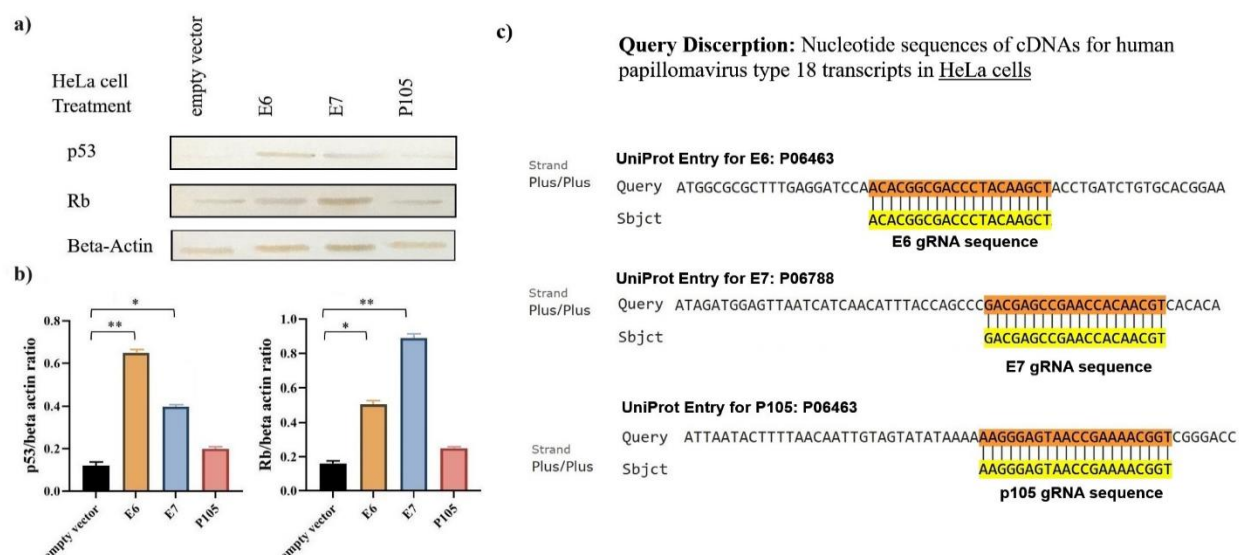 a)
HeLa cell
Treatment
empty vector
E6
E7
P105
p53
Rb
Beta-Actin
b)
p53/beta actin ratio
0.8
0.6
0.4
0.2
0.0
*
**
empty vector
E6
E7
P105
Rb/beta actin ratio
1.0
0.8
0.6
0.4
0.2
0.0
**
*
empty vector
E6
E7
P105
c)
Query Discerption: Nucleotide sequences of cDNAs for human
papillomavirus type 18 transcripts in HeLa cells
Strand
Plus/Plus
UniProt Entry for E6: P06463
Query ATGGCGCGCTTTGAGGATCCAACACGGCGACCCTACAAGCTACCTGATCTGTGCACGGAA
Sbjct ACACGGCGACCCTACAAGCT
E6 gRNA sequence
Strand
Plus/Plus
UniProt Entry for E7: P06788
Query ATAGATGGAGTTAATCATCAACATTTACCAGCCCGACGAGCCGAACCACAACGTCACACA
Sbjct GACGAGCCGAACCACAACGT
E7 gRNA sequence
Strand
Plus/Plus
UniProt Entry for P105: P06463
Query ATTAATACTTTTAACAATTGTAGTATATAAAAAAGGGAGTAACCGAAAACGGTCGGGACC
Sbjct AAGGGAGTAACCGAAAACGGT
p105 gRNA sequence